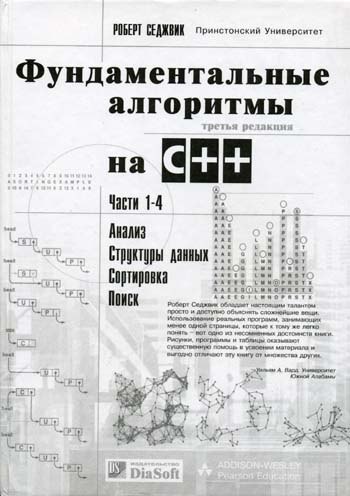 РОБЕРТ СЕДЖВИК Принстонский Университет
Фундаментальные
алгоритмы
третья редакция
на C++
Части 1-4
Анализ
Структуры данных
Сортировка
Поиск
Роберт Седжвик обладает настоящим талантом
просто и доступно объяснять сложнейшие вещи.
Использование реальных программ, занимающих
менее одной страницы, которые к тому же легко
понять - вот одно из несомненных достоинств книги.
Рисунки, программы и таблицы оказывают
существенную помощь в усвоении материала и
выгодно отличают эту книгу от множества других.
Уильям А. Вард, Университет
Южной Алабамы
DS
ИЗДАТЕЛЬСТВО
DiaSoft
ADDISON-WESLEY
Pearson Education